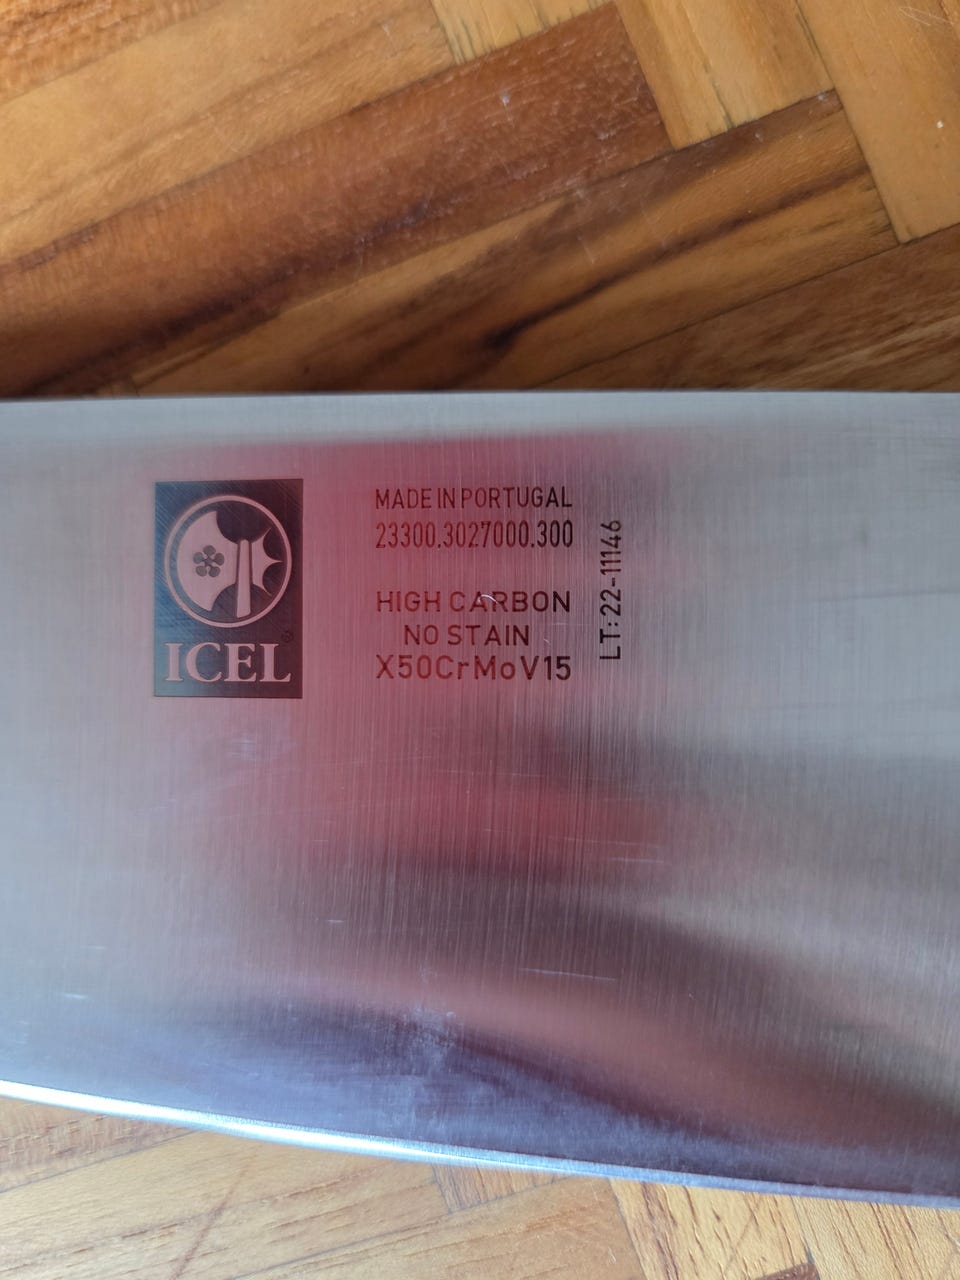 ICEL®
MADE IN PORTUGAL
23300.3027000.300
HIGH CARBON
NO STAIN
X50CrMoV15
LT: 22-11146